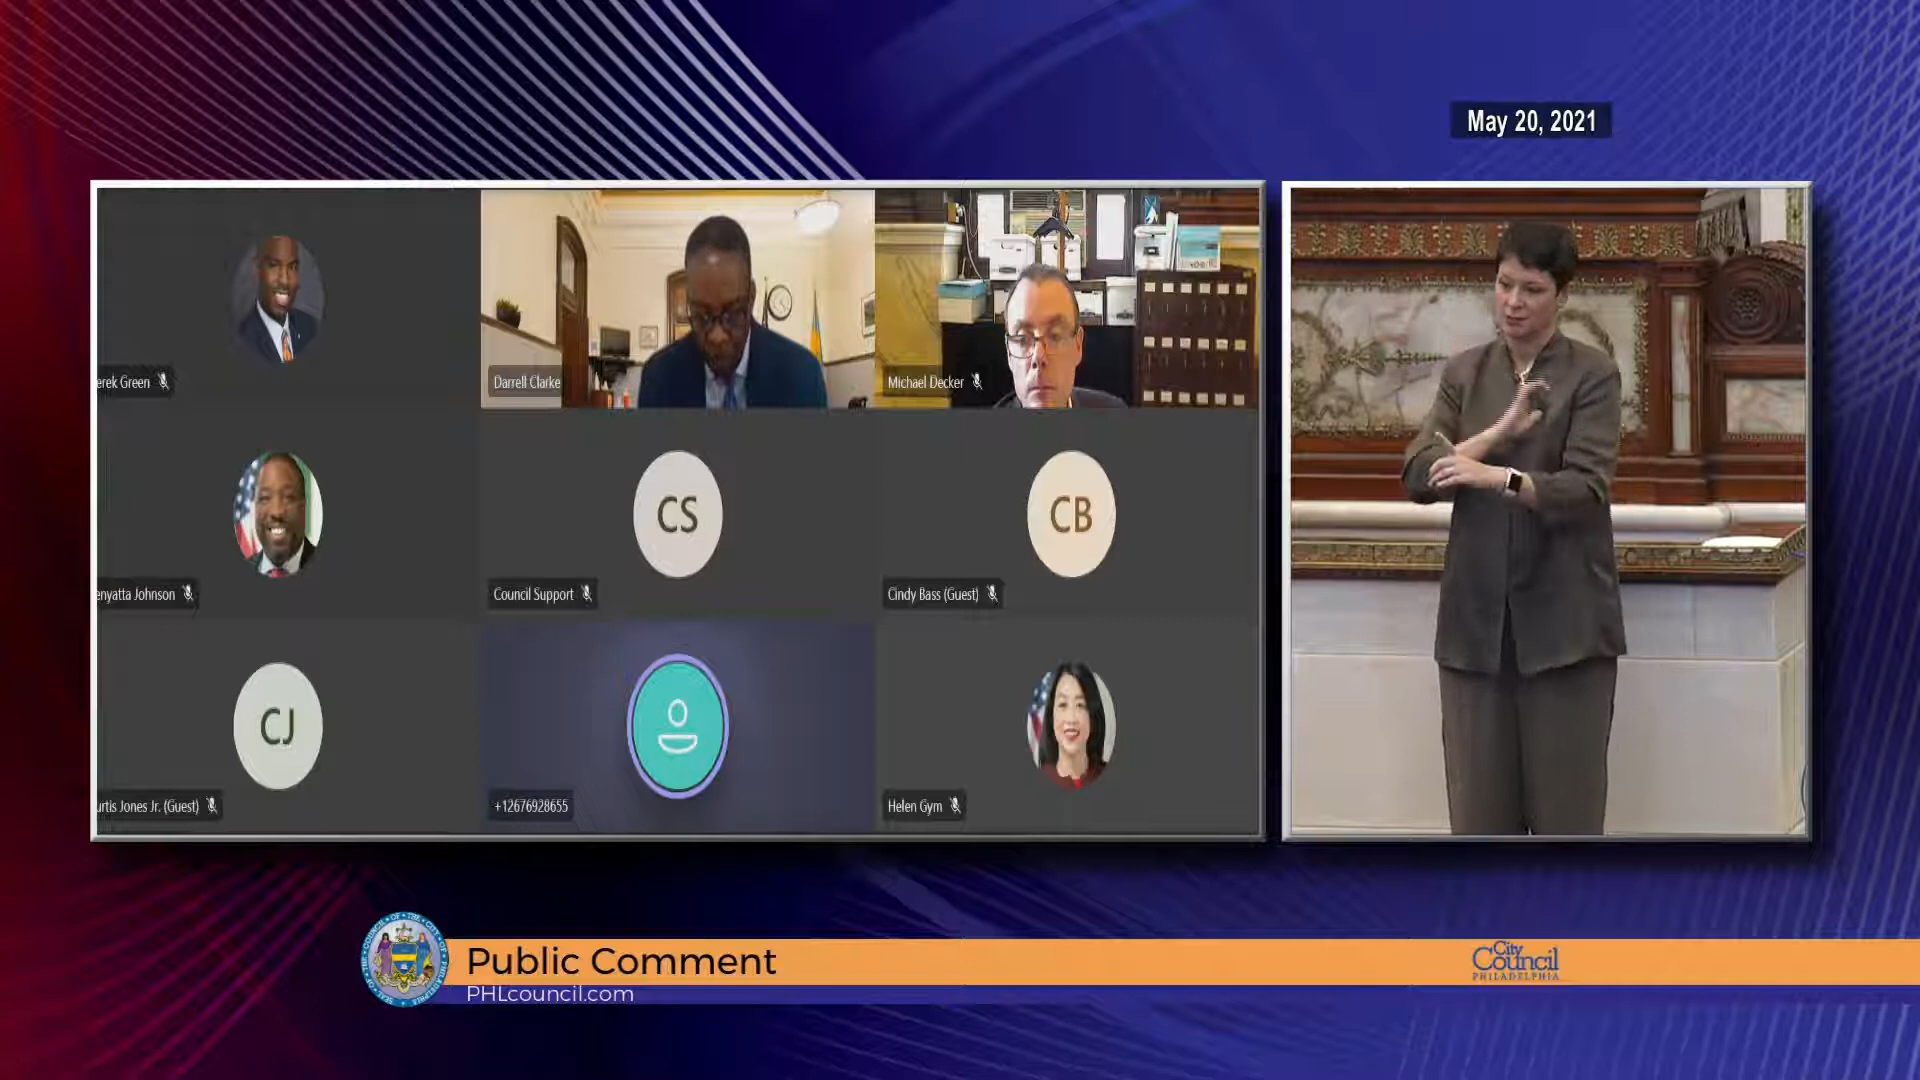 May 20, 2021
erek Green
Darrell Clarke
Michael Decker
CS
CB
enyatta Johnson
Council Support
Cindy Bass (Guest)
CJ
urtis Jones Jr. (Guest)
+12676928655
Helen Gym
Public Comment
PHLcouncil.com
City
Council
PHILADELPHIA